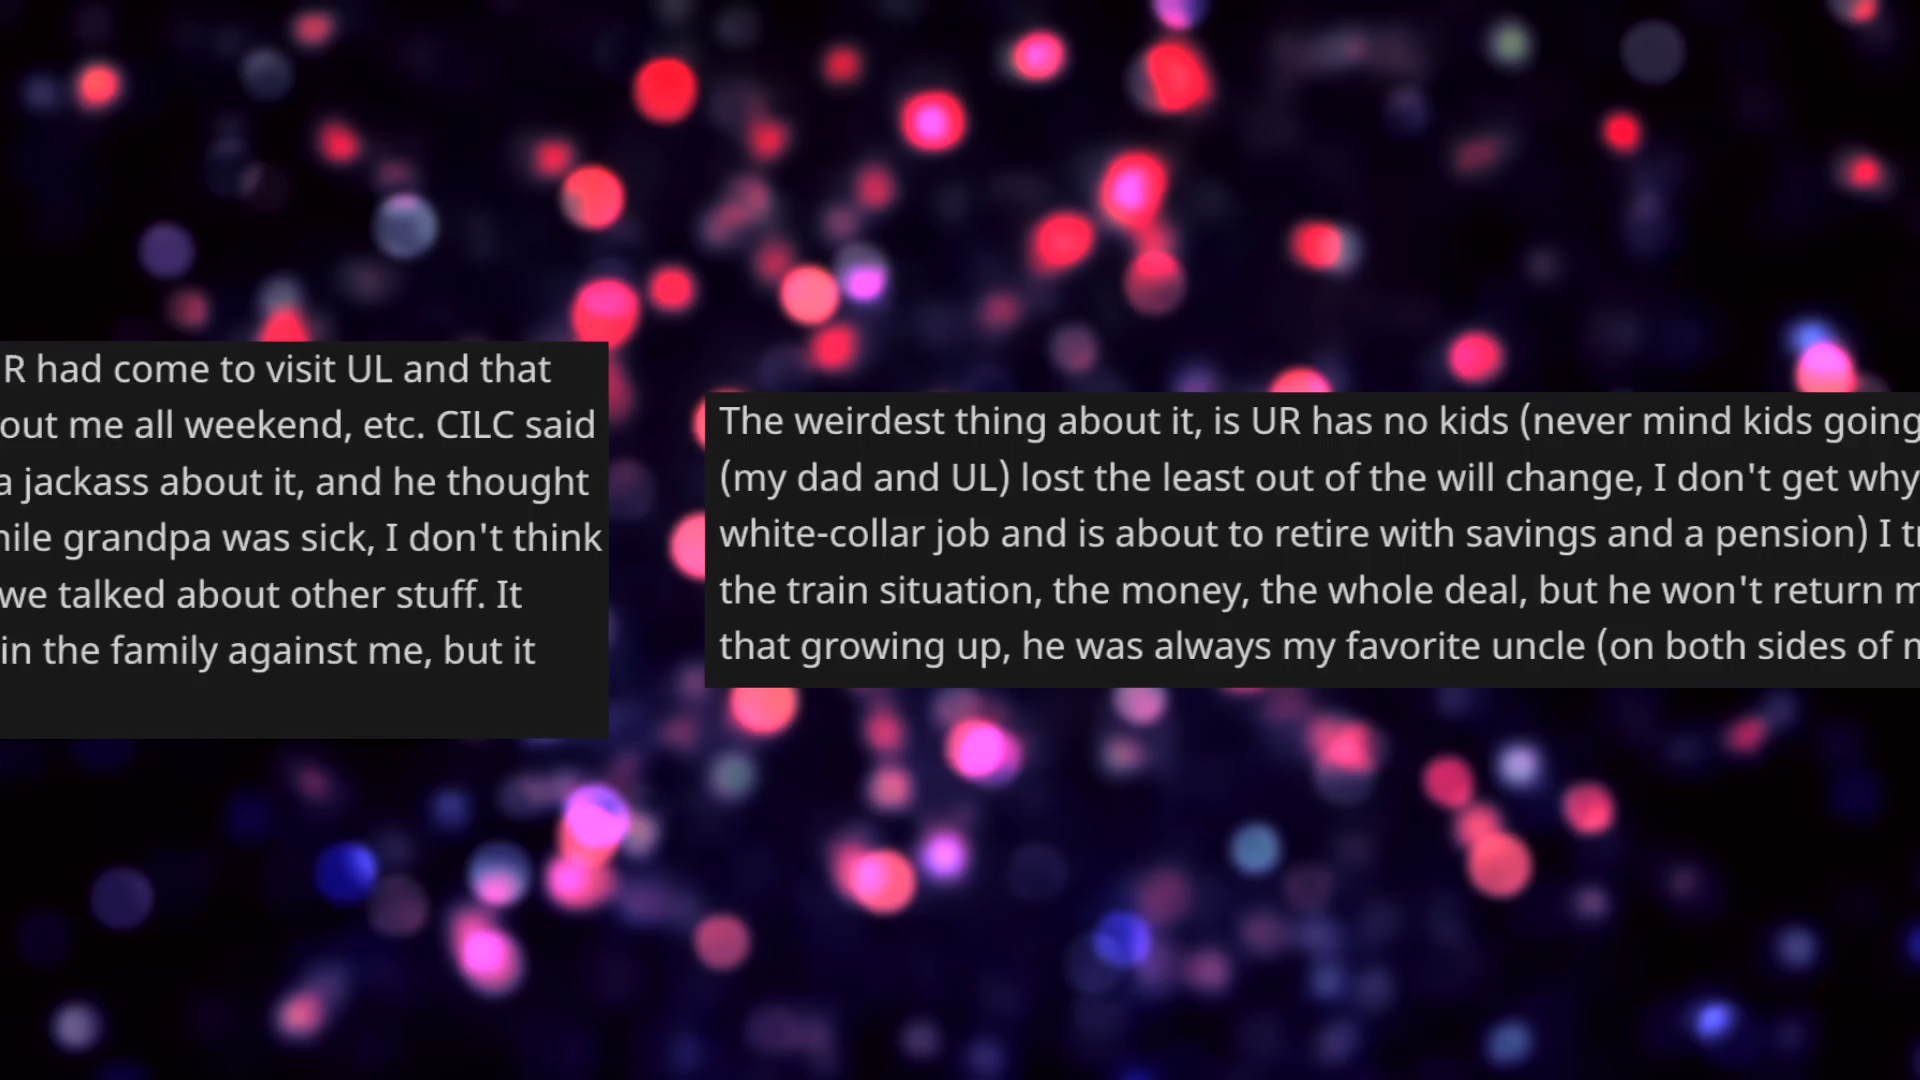 R had come to visit UL and that
out me all weekend, etc. CILC said
a jackass about it, and he thought
grandpa was sick, I don't think
we talked about other stuff. It
in the family against me, but it
The weirdest thing about it, is UR has no kids (never mind kids going
(my dad and UL) lost the least out of the will change, I don't get why
white-collar job and is about to retire with savings and a pension) I
the train situation, the money, the whole deal, but he won't return
that growing up, he was always my favorite uncle (on both sides of